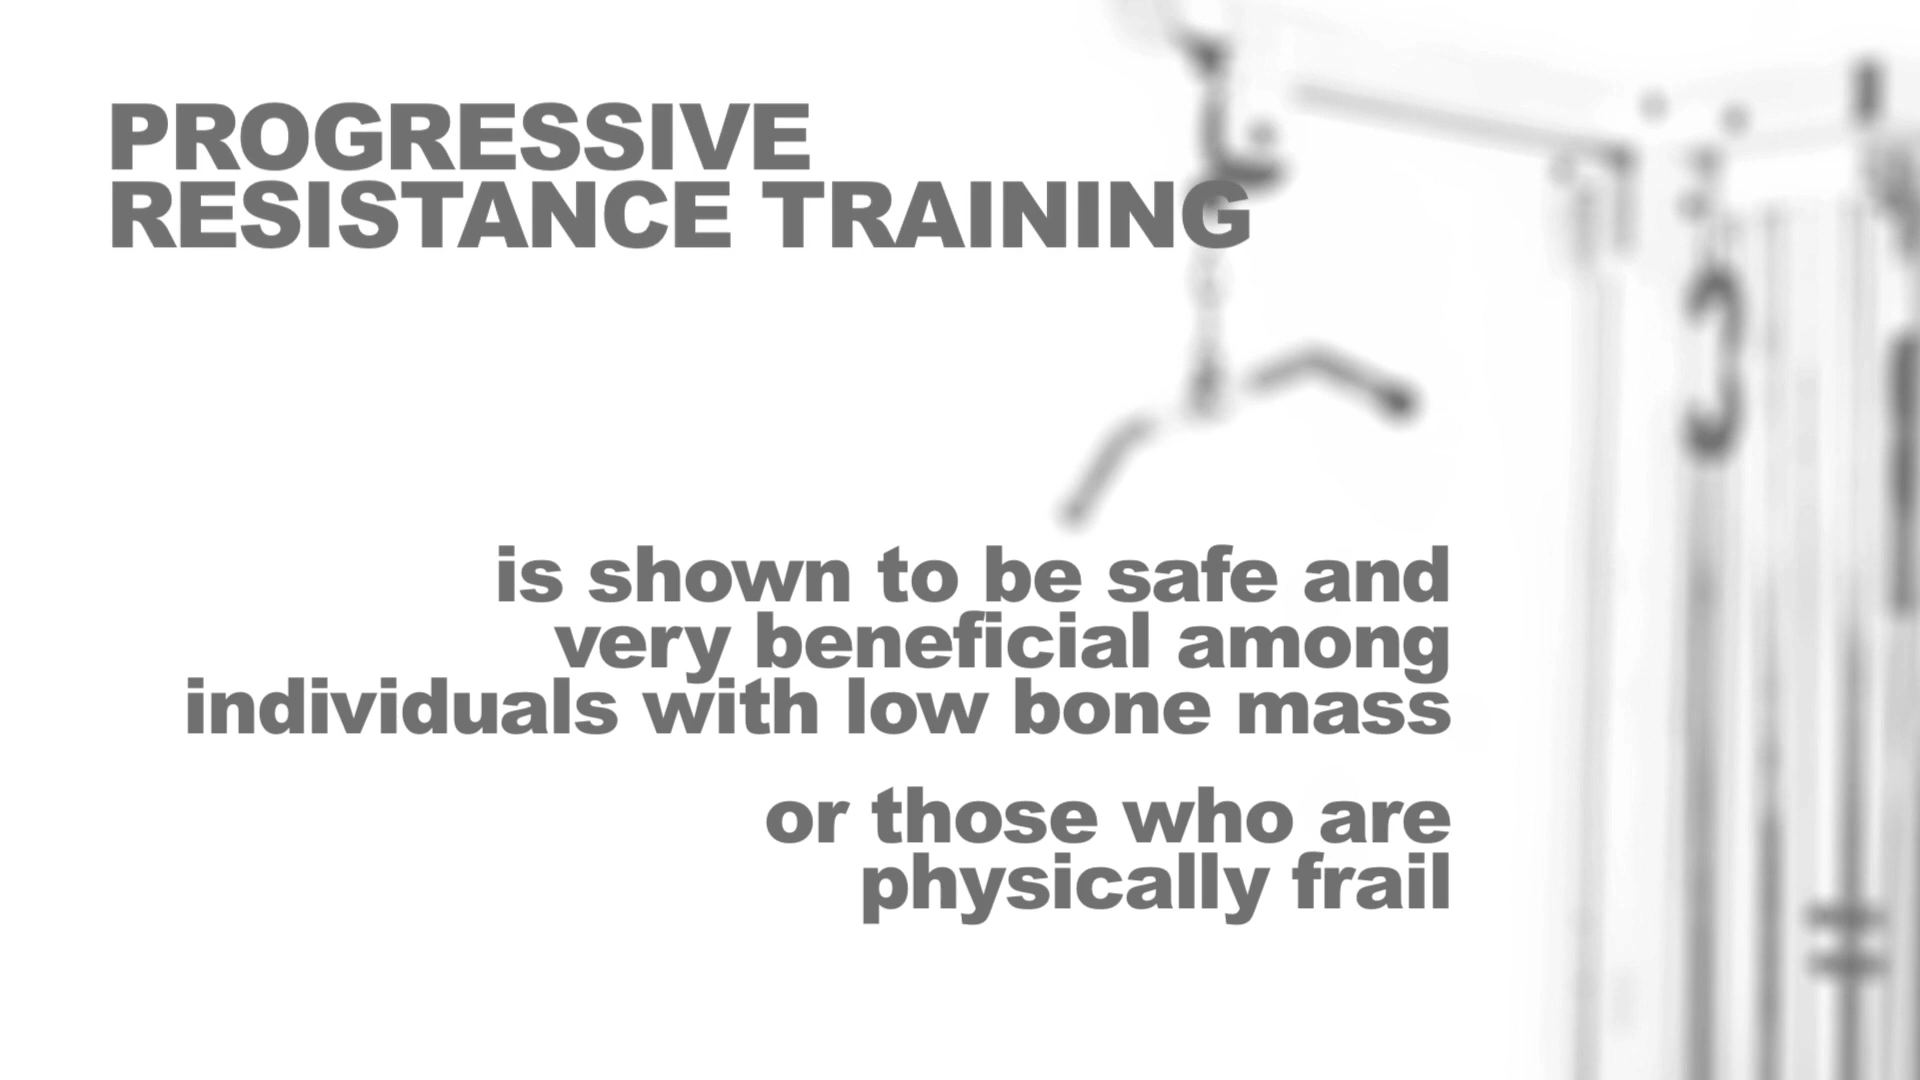 PROGRESSIVE
RESISTANCE TRAINING
is shown to be safe and
very beneficial among
individuals with low bone mass
or those who are
physically frail